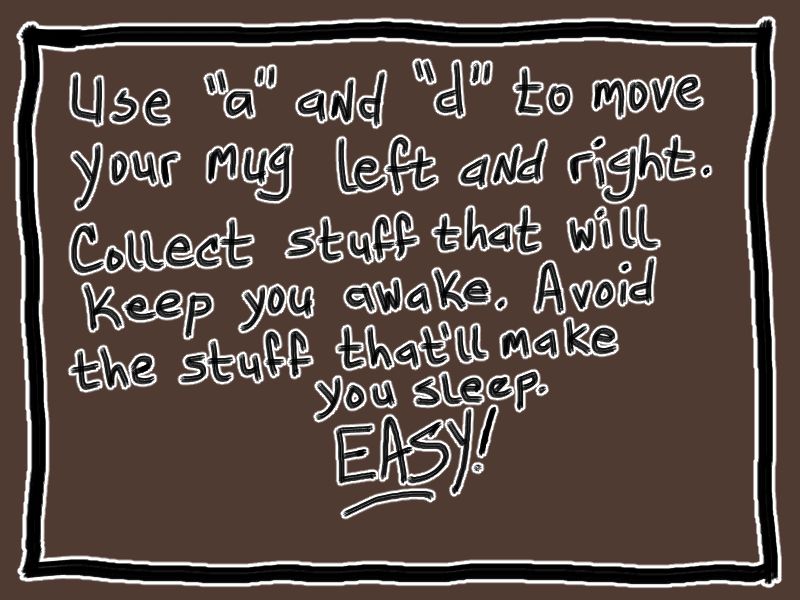 Use "a" and "d" to move
your mug left and right.
Collect stuff that will
Keep you awake. Avoid
the stuff that'll make
you sleep.
EASY!